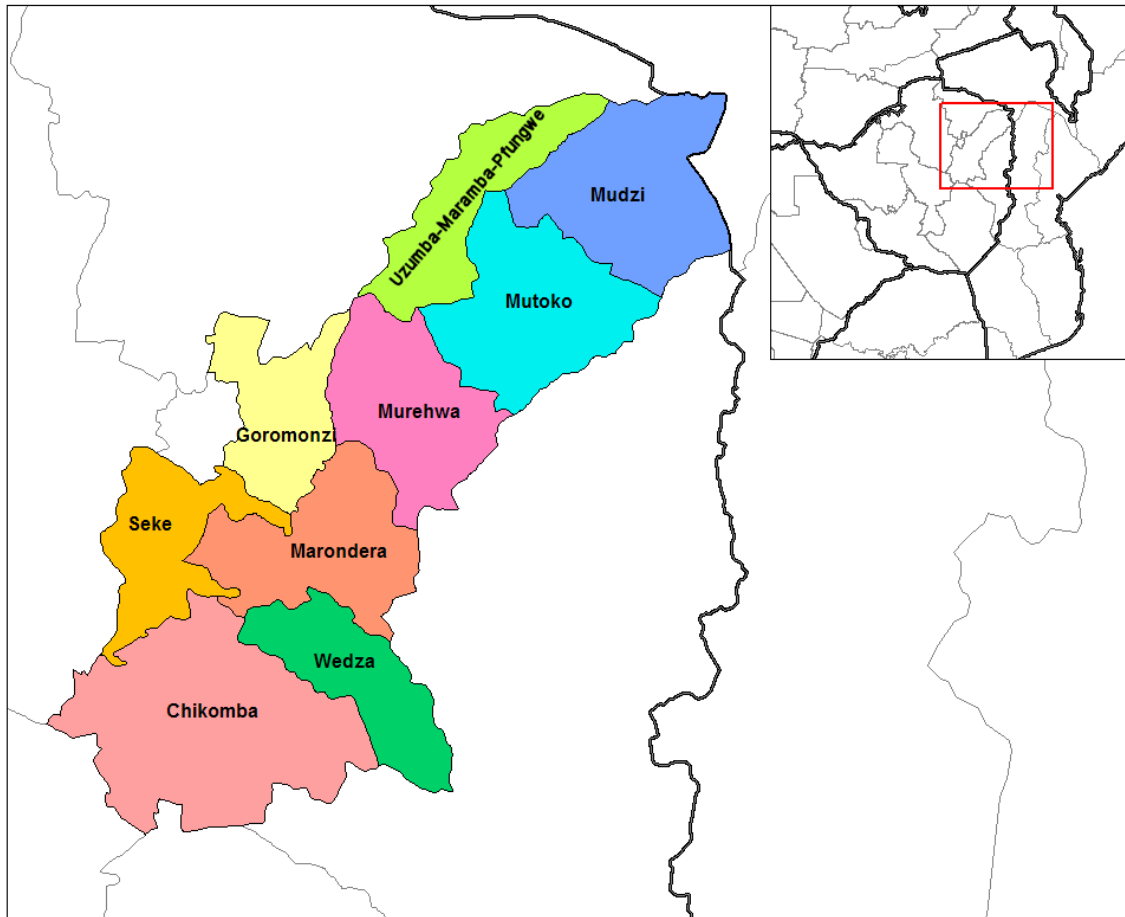 Uzumba-Maramba-Pfungwe
Mudzi
Mutoko
Murehwa
Goromonzi
Seke
Marondera
Wedza
Chikomba